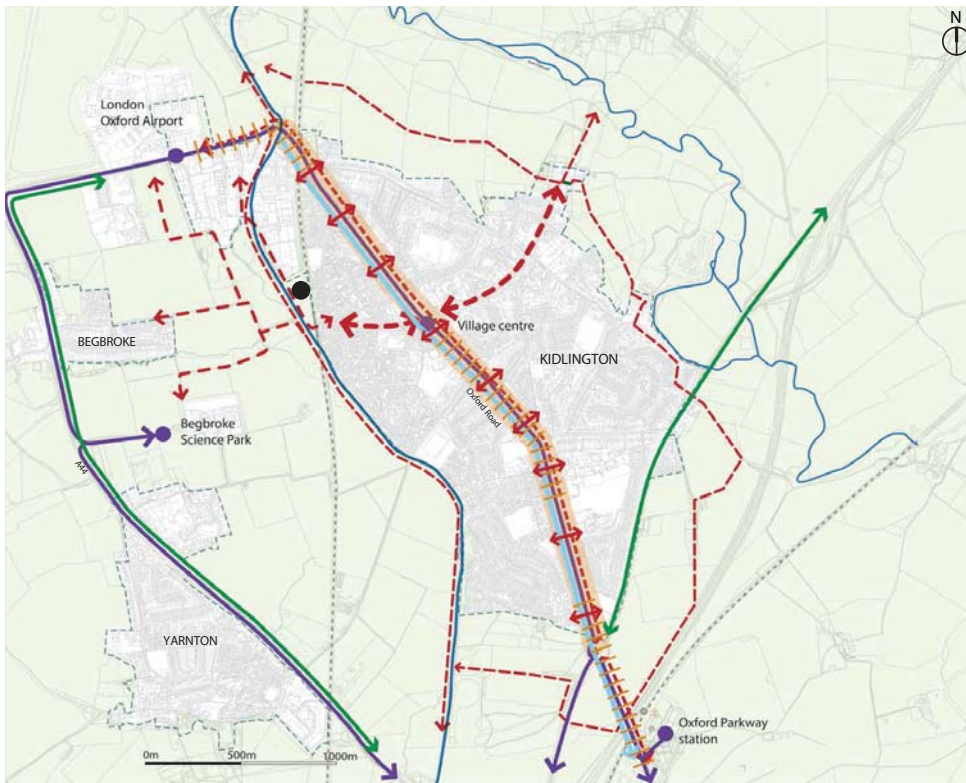 N
London
Oxford Airport
Village centre
BEGBROKE
KIDLINGTON
Oxford Road
Begbroke
Science Park
A44
YARNTON
Oxford Parkway
station
0m
500m
1000m